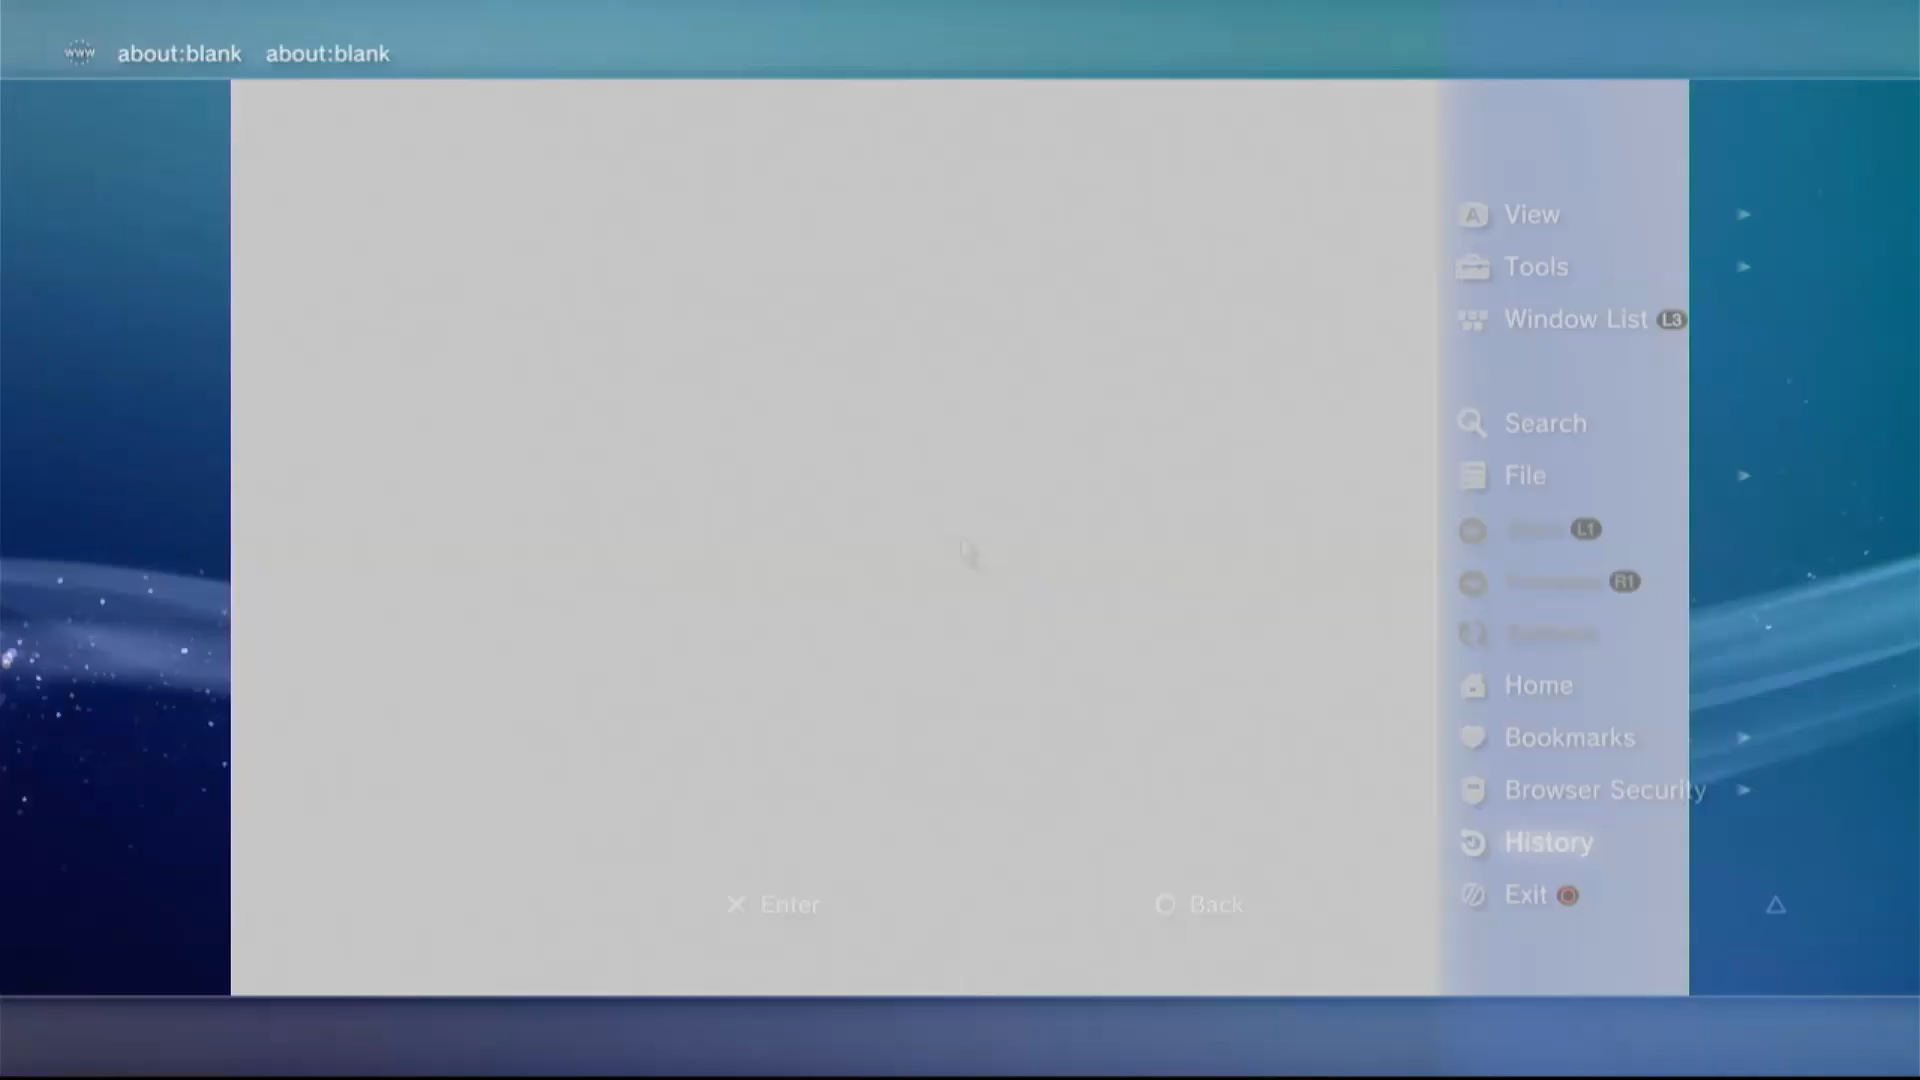 www about:blank about:blank
A View
Tools
Window List L3
Search
File
L1
R1
Home
Bookmarks
Browser Security
History
Exit
Enter Back